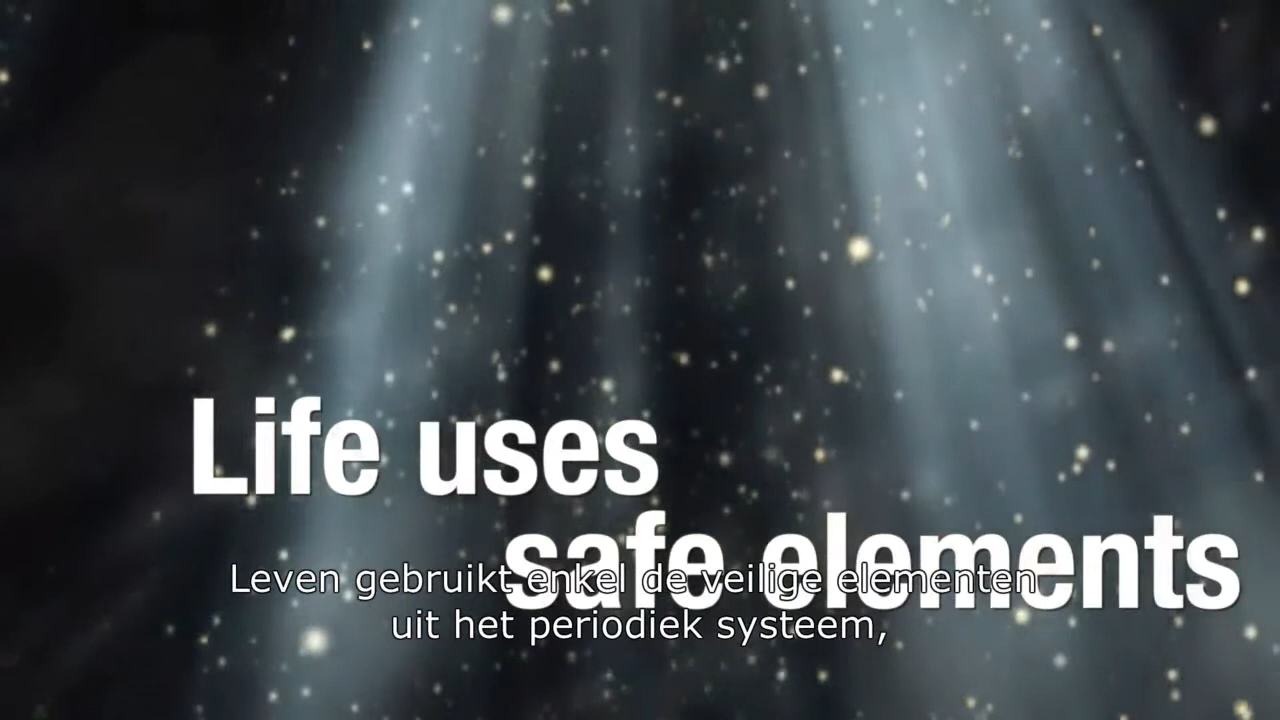 Life uses
safe elements
Leven gebruikt enkel de veilige elementen
uit het periodiek systeem,